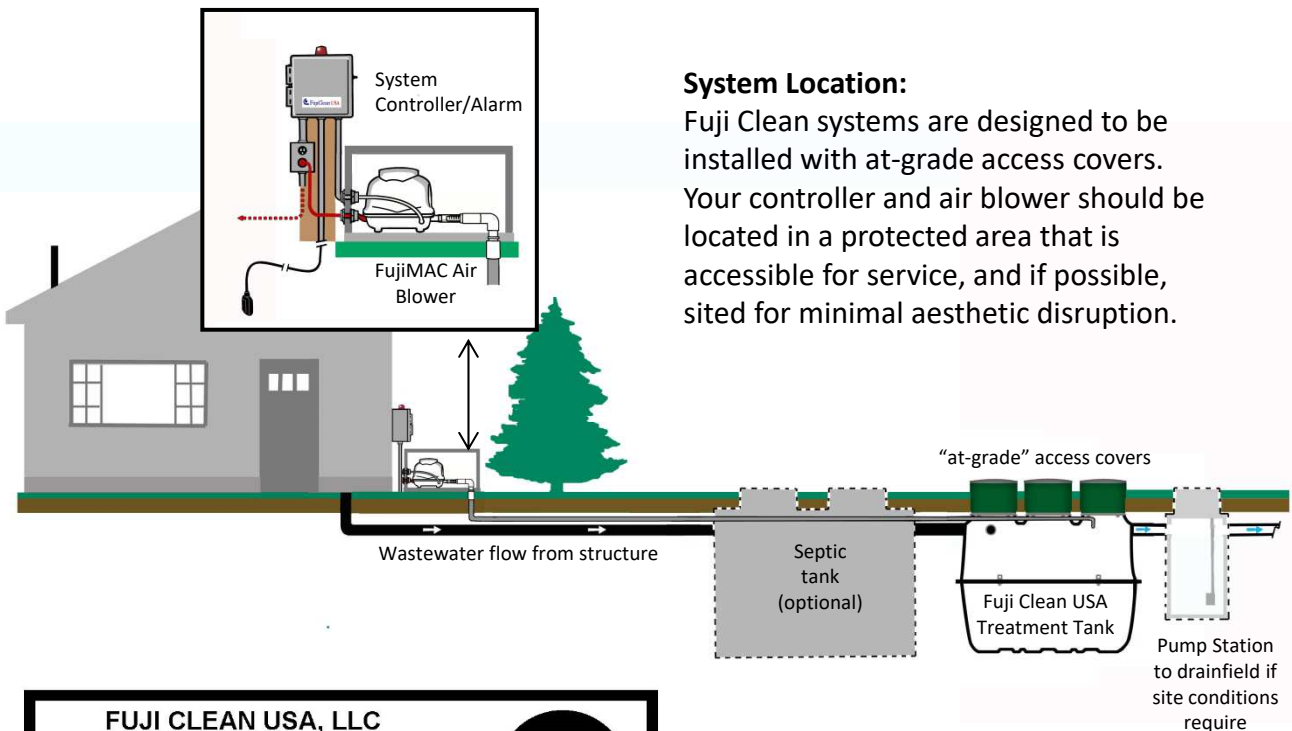 System
Controller/Alarm
FujiClean USA
FujiMAC Air
Blower
System Location:
Fuji Clean systems are designed to be
installed with at-grade access covers.
Your controller and air blower should be
located in a protected area that is
accessible for service, and if possible,
sited for minimal aesthetic disruption.
“at-grade” access covers
Wastewater flow from structure
Septic
tank
(optional)
Fuji Clean USA
Treatment Tank
Pump Station
to drainfield if
site conditions
require
FUJI CLEAN USA, LLC